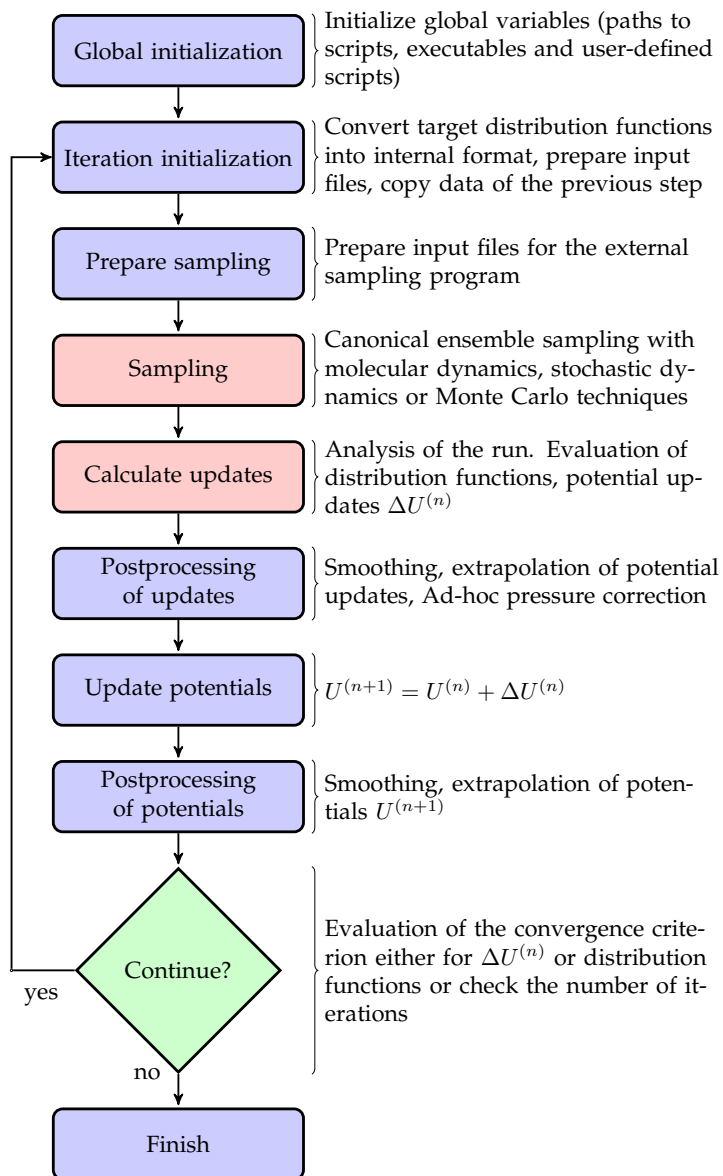 Global initialization
Initialize global variables (paths to
scripts, executables and user-defined
scripts)
Iteration initialization
Convert target distribution functions
into internal format, prepare input
files, copy data of the previous step
Prepare sampling
Prepare input files for the external
sampling program
Sampling
Canonical ensemble sampling with
molecular dynamics, stochastic dy-
namics or Monte Carlo techniques
Calculate updates
Analysis of the run. Evaluation of
distribution functions, potential up-
dates ΔU^(n)
Postprocessing
of updates
Smoothing, extrapolation of potential
updates, Ad-hoc pressure correction
Update potentials
U^(n+1) = U^(n) + ΔU^(n)
Postprocessing
of potentials
Smoothing, extrapolation of poten-
tials U^(n+1)
Continue?
yes
no
Evaluation of the convergence crite-
rion either for ΔU^(n) or distribution
functions or check the number of it-
erations
Finish